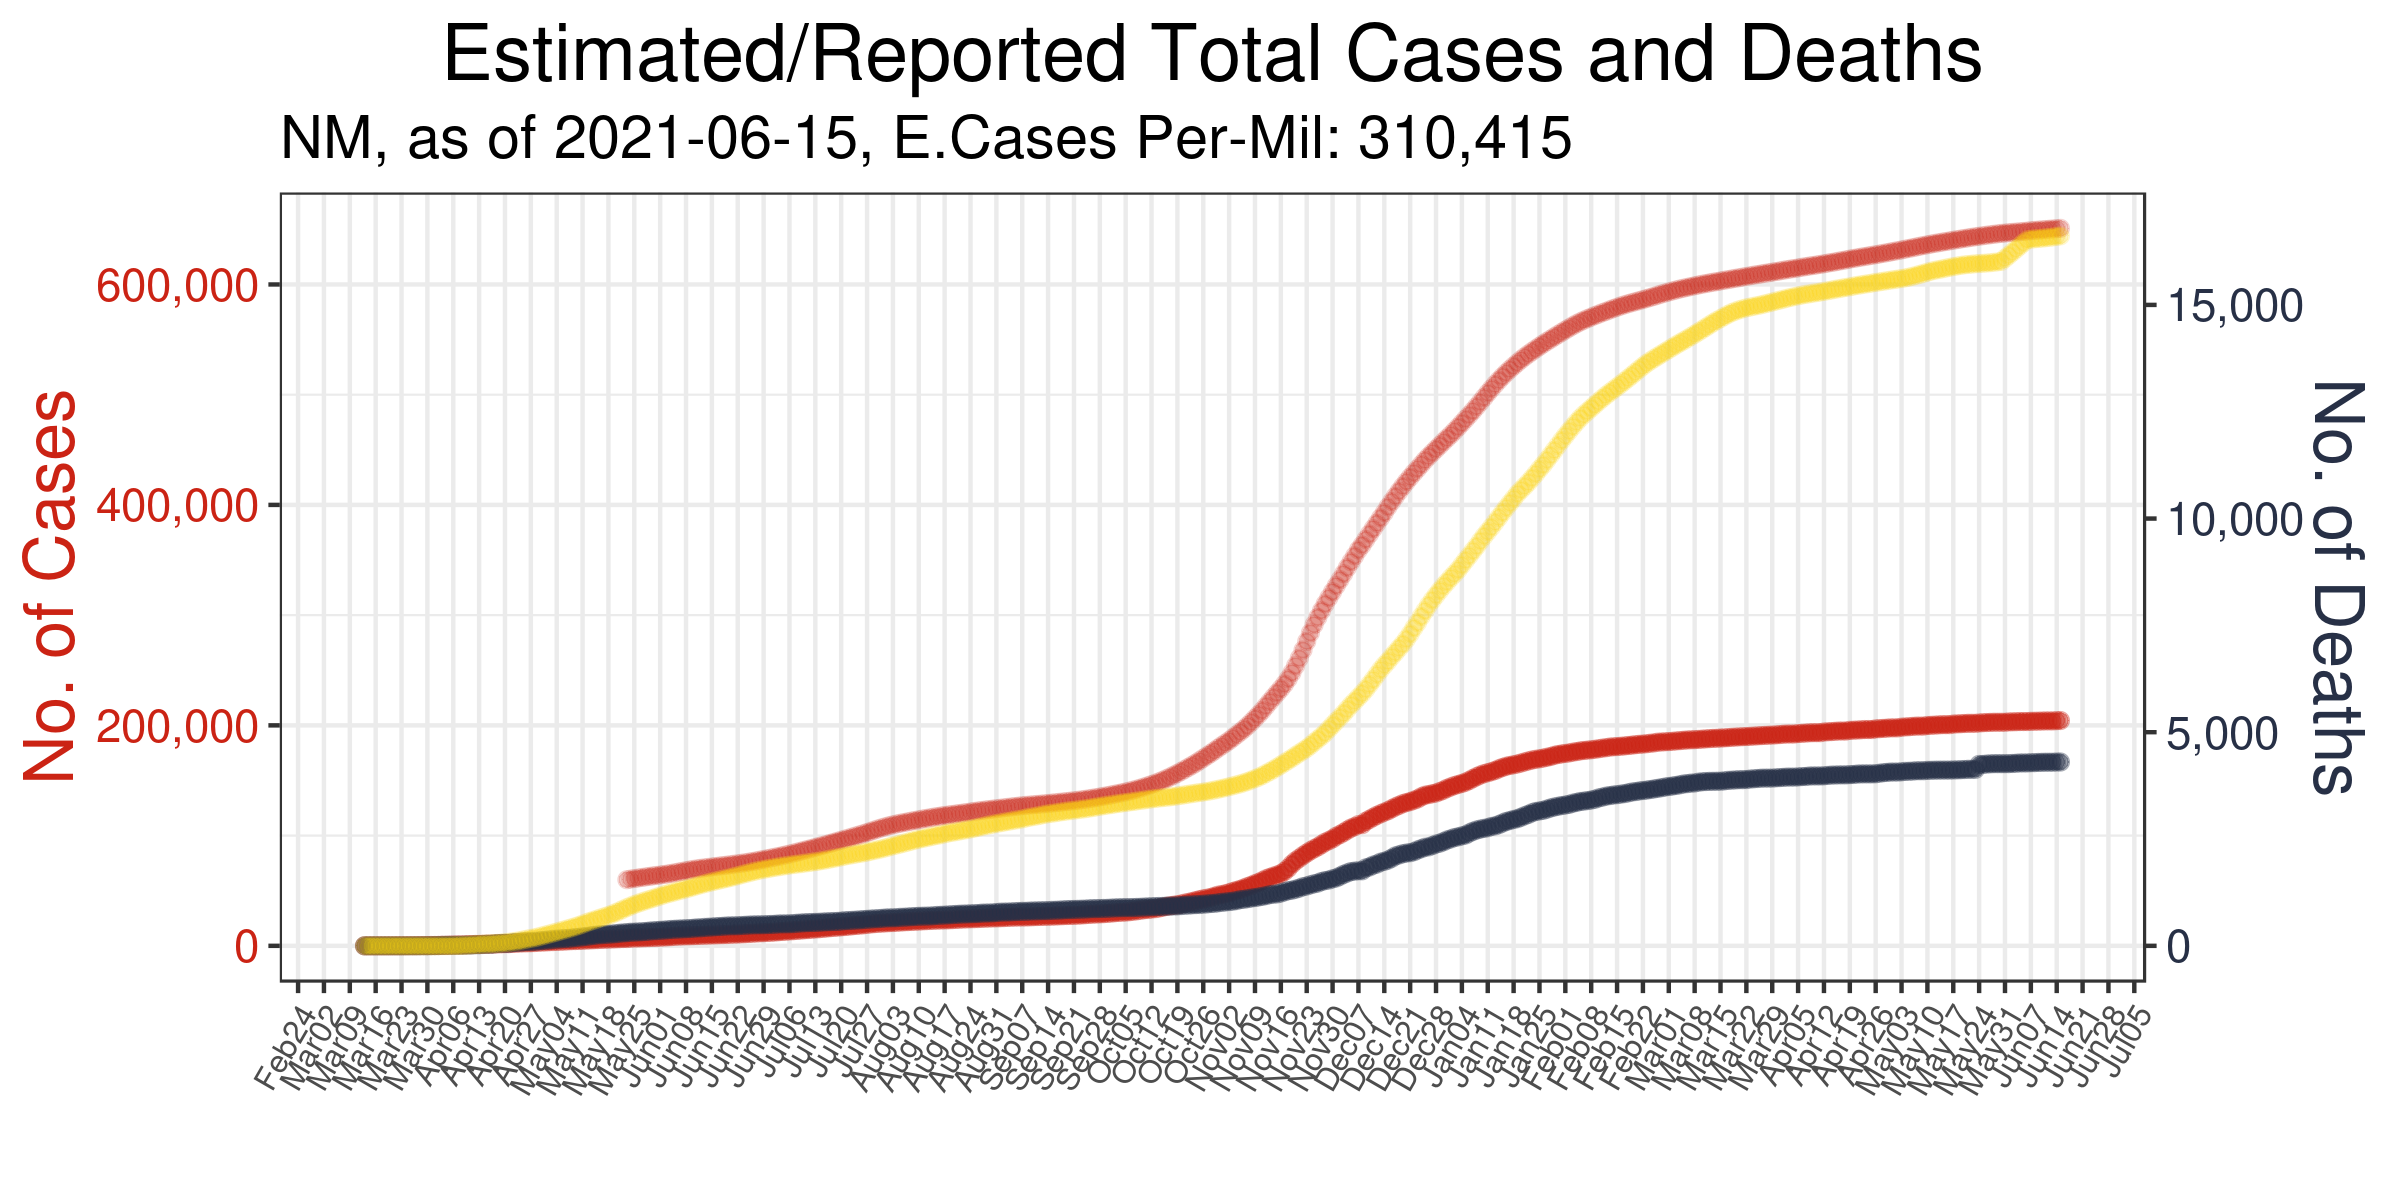 Estimated/Reported Total Cases and Deaths
NM, as of 2021-06-15, E.Cases Per-Mil: 310,415
No. of Cases
600,000
400,000
200,000
0
15,000
10,000
5,000
0
No. of Deaths
Feb24
Mar02
Mar09
Mar16
Mar23
Mar30
Apr06
Apr13
Apr20
Apr27
May04
May11
May18
May25
Jun01
Jun08
Jun15
Jun22
Jun29
Jul06
Jul13
Jul20
Jul27
Aug03
Aug10
Aug17
Aug24
Aug31
Sep07
Sep14
Sep21
Sep28
Oct05
Oct12
Oct19
Oct26
Nov02
Nov09
Nov16
Nov23
Nov30
Dec07
Dec14
Dec21
Dec28
Dec04
Jan11
Jan18
Jan25
Feb01
Feb08
Feb15
Feb22
Mar01
Mar08
Mar15
Mar22
Mar29
Apr05
Apr12
Apr19
Apr26
May03
May10
May17
May24
May31
Jun07
Jun14
Jun21
Jun28
Jul05